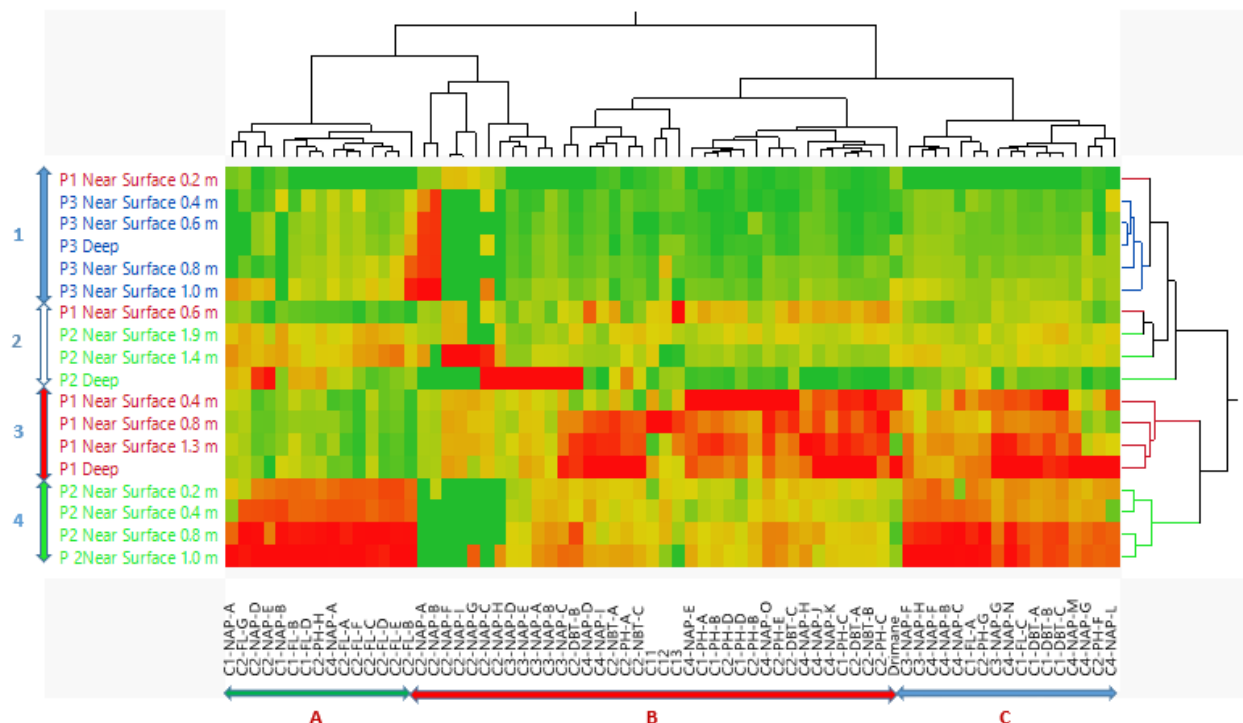 P1 Near Surface 0.2 m
P3 Near Surface 0.4 m
1
P3 Near Surface 0.6 m
P3 Deep
P3 Near Surface 0.8 m
P3 Near Surface 1.0 m
P1 Near Surface 0.6 m
2
P2 Near Surface 1.9 m
P2 Near Surface 1.4 m
P2 Deep
P1 Near Surface 0.4 m
3
P1 Near Surface 0.8 m
P1 Near Surface 1.3 m
P1 Deep
P2 Near Surface 0.2 m
4
P2 Near Surface 0.4 m
P2 Near Surface 0.8 m
P 2Near Surface 1.0 m
C1-NAP-A
C2-FL-G
C2-NAP-D
C2-NAP-E
NAP-B
C1-FL-B
C1-FL-D
C2-PH-H
C4-NAP-A
C2-FL-A
C2-FL-F
C2-FL-C
C2-FL-D
C2-FL-E
C2-FL-B
C2-NAP-A
C2-NAP-B
C2-NAP-F
C2-NAP-I
C2-NAP-G
C2-NAP-C
C2-NAP-H
C3-NAP-D
C3-NAP-E
C3-NAP-A
C3-NAP-B
C3-NAP-C
C2-DBT-B
C4-NAP-D
C4-NAP-I
C2-NBT-A
C2-PH-A
C2-NBT-C
C11
C12
C13
C4-NAP-E
C1-PH-A
C1-PH-B
C2-PH-D
C1-PH-D
C2-PH-B
C4-NAP-O
C2-PH-E
C2-DBT-C
C4-NAP-H
C4-NAP-J
C4-NAP-K
C1-PH-C
C2-DBT-A
C2-NBT-B
C2-PH-C
Drimane
C3-NAP-F
C3-NAP-H
C4-NAP-F
C4-NAP-B
C4-NAP-C
C1-FL-A
C2-PH-G
C3-NAP-G
C4-NAP-N
C1-FL-C
C1-DBT-A
C1-DBT-B
C1-DBT-C
C4-NAP-M
C4-NAP-G
C2-PH-F
C4-NAP-L
A
B
C